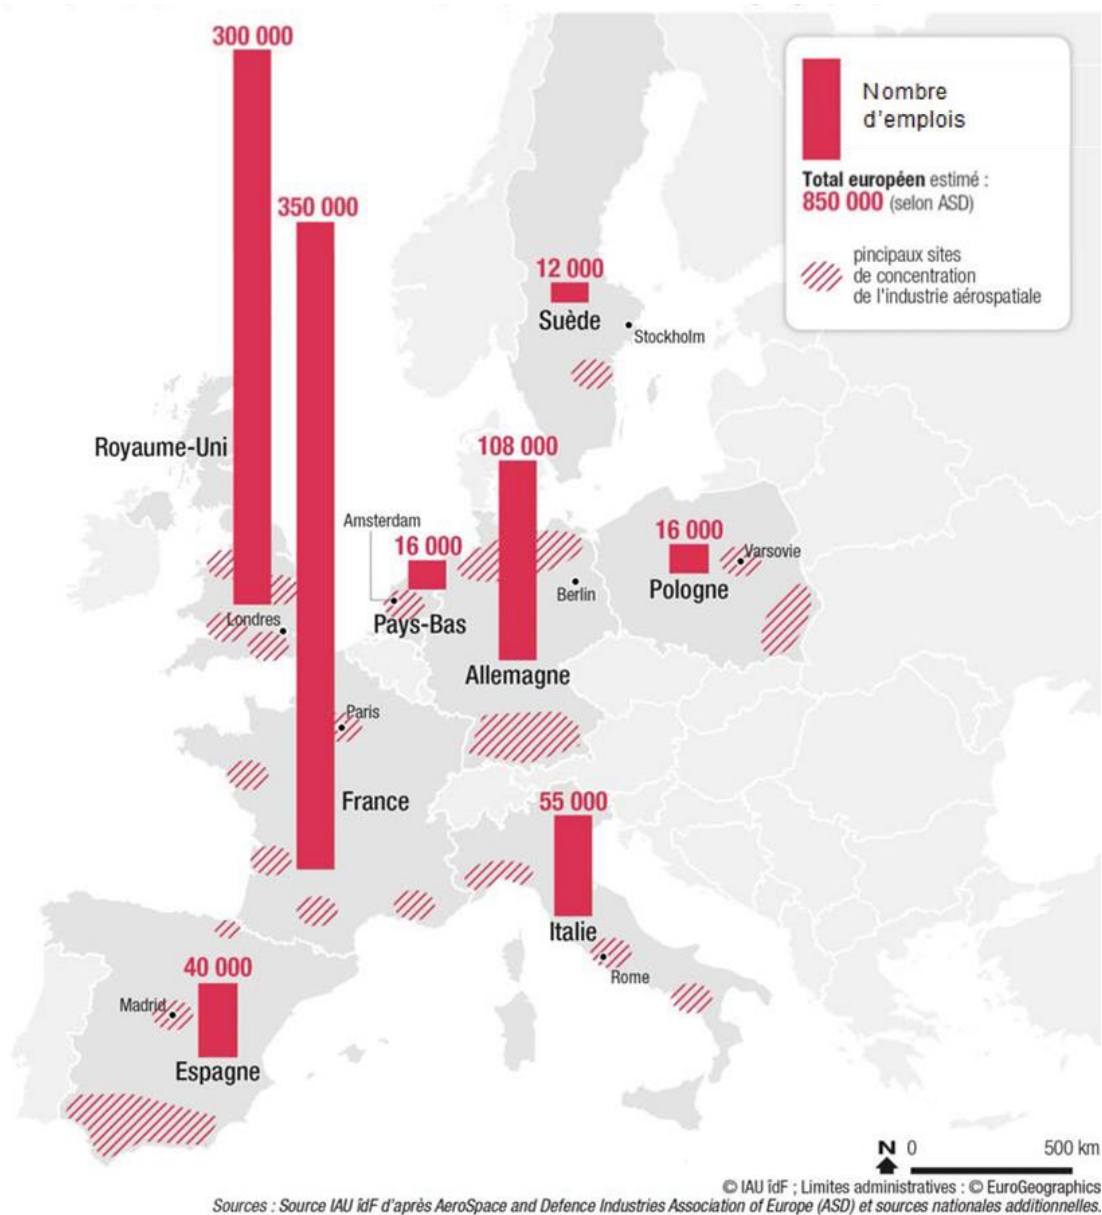 300 000
Nombre
d'emplois
Total européen estimé :
850 000 (selon ASD)
pincipaux sites
de concentration
de l'industrie aérospatiale
350 000
12 000
Suède
Stockholm
Royaume-Uni
108 000
Amsterdam
16 000
16 000
Varsovie
Berlin
Pologne
Londres
Pays-Bas
Allemagne
Paris
France
55 000
Italie
Rome
40 000
Madrid
Espagne
N 0 500 km
© IAU îdF ; Limites administratives : © EuroGeographics
Sources : Source IAU îdF d'après AeroSpace and Defence Industries Association of Europe (ASD) et sources nationales additionnelles.